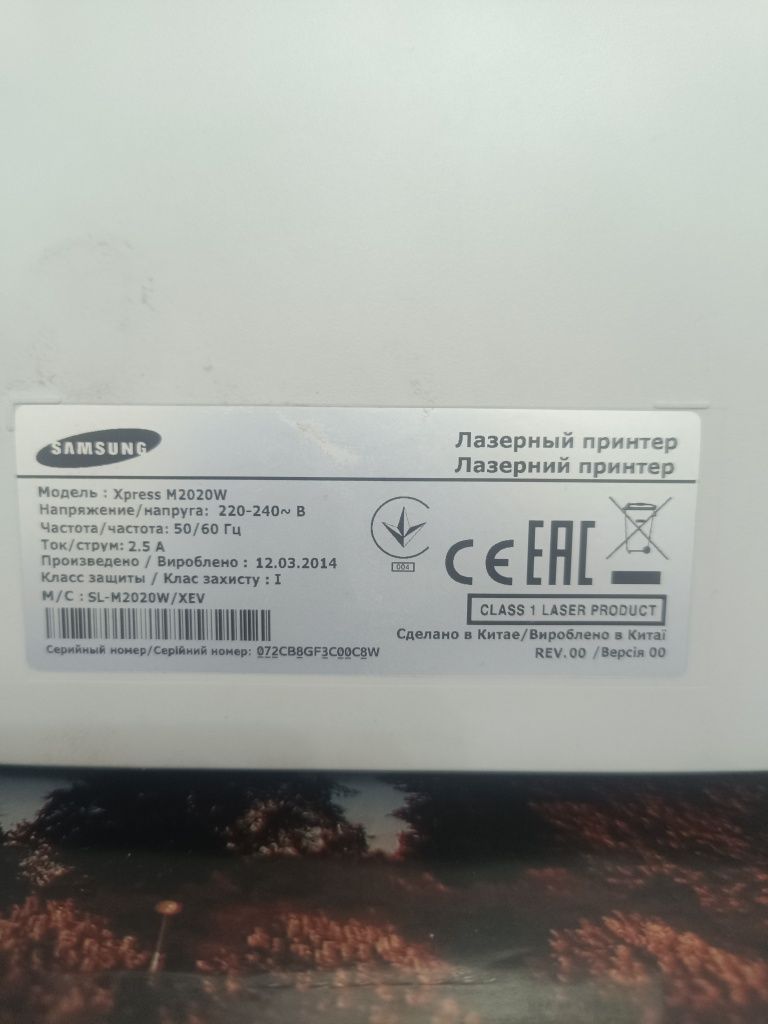 SAMSUNG
Лазерный принтер
Лазерний принтер
Модель : Xpress M2020W
Напряжение/напруга: 220-240~ В
Частота/частота: 50/60 Гц
Ток/струм: 2.5 А
Произведено / Вироблено : 12.03.2014
Класс защиты / Клас захисту : I
М/С : SL-M2020W/XEV
Серийный номер/Серійний номер: 072CB8GF3C00C8W
004
CE EAC
CLASS 1 LASER PRODUCT
Сделано в Китае/Вироблено в Китаї
REV. 00 /Версія 00